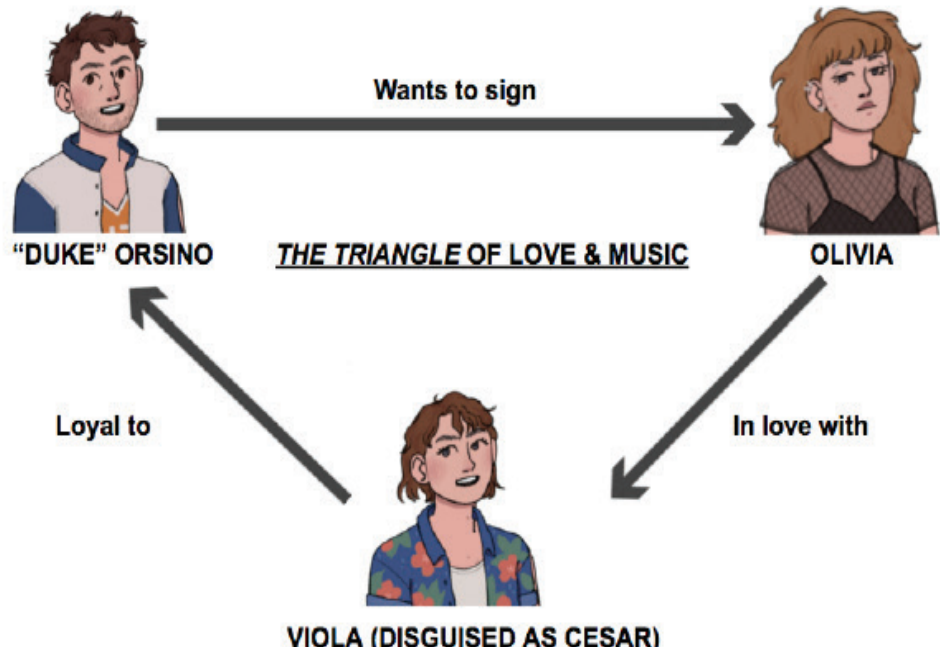 Wants to sign
“DUKE” ORSINO
THE TRIANGLE OF LOVE & MUSIC
OLIVIA
Loyal to
In love with
VIOLA (DISGUISED AS CESAR)